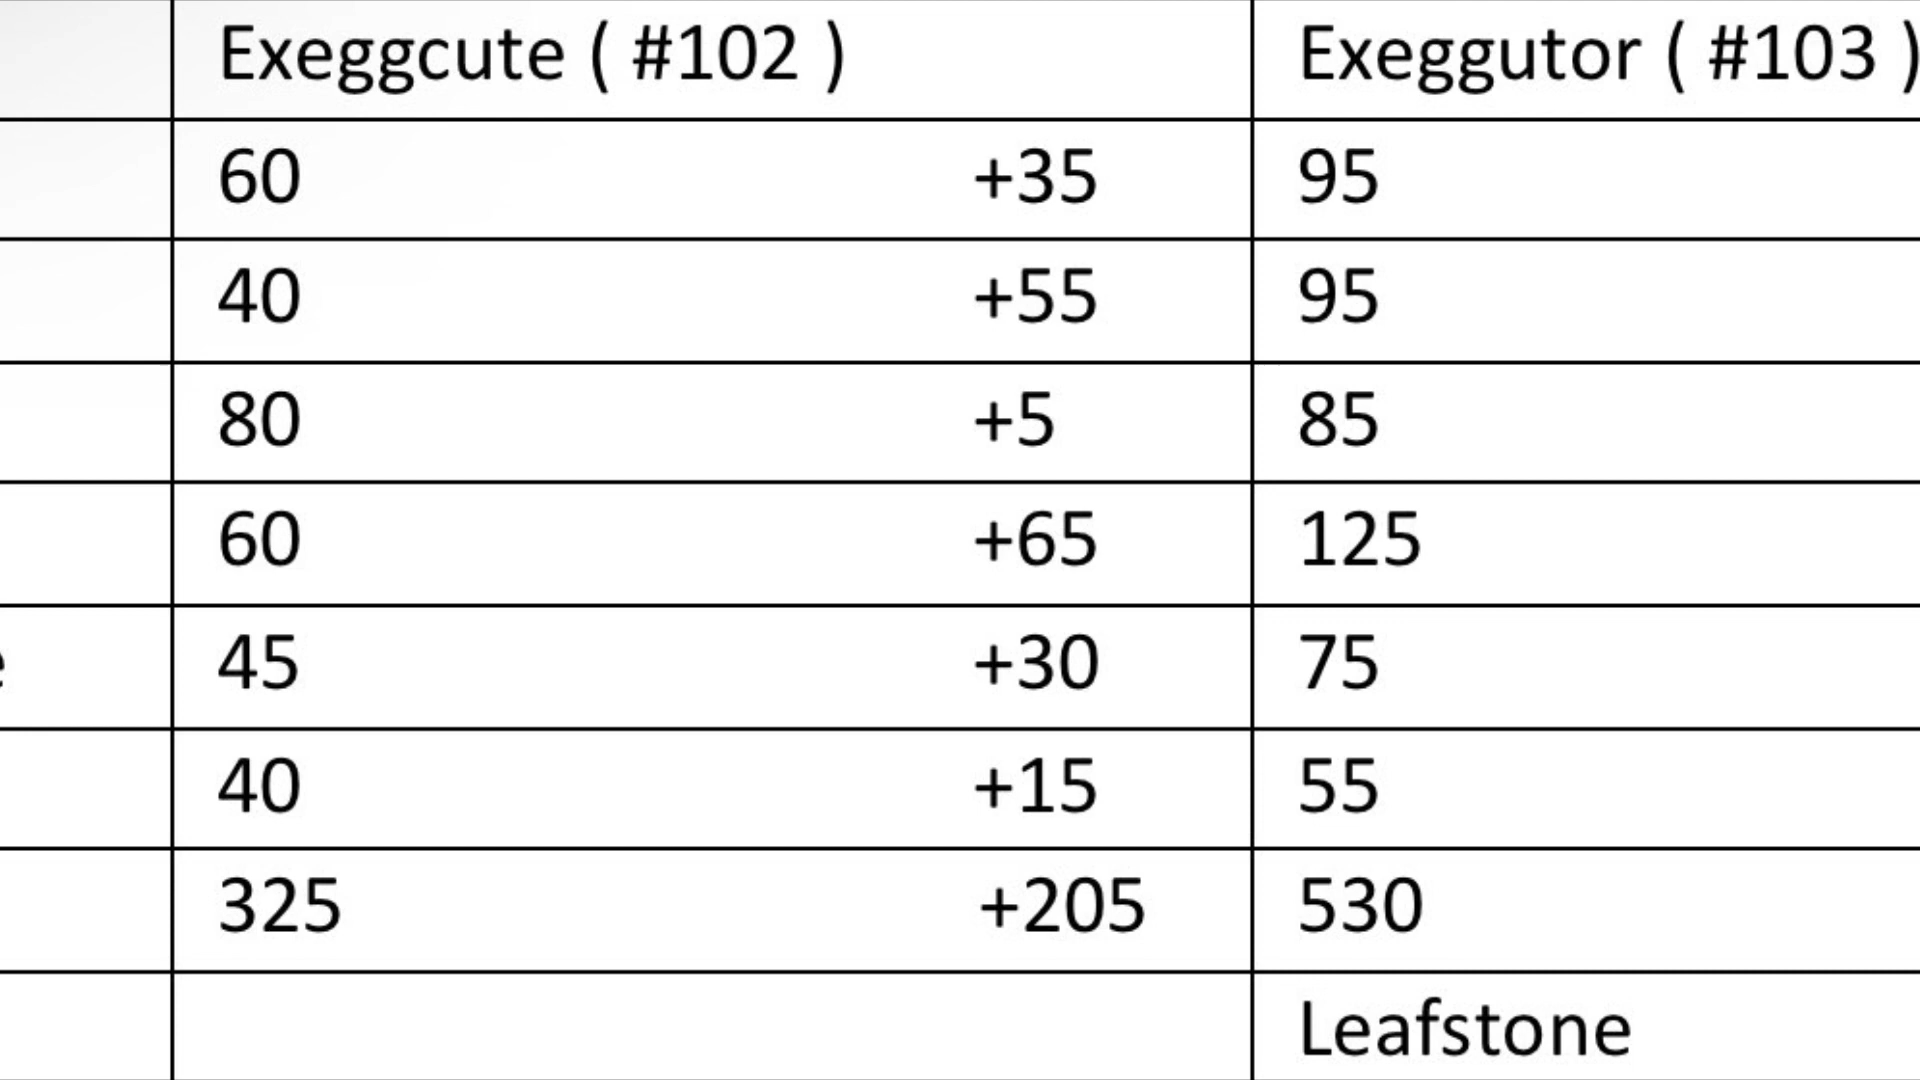 Exeggcute ( #102 ) Exeggutor ( #103 )
60 +35 95
40 +55 95
80 +5 85
60 +65 125
e 45 +30 75
40 +15 55
325 +205 530
Leafstone